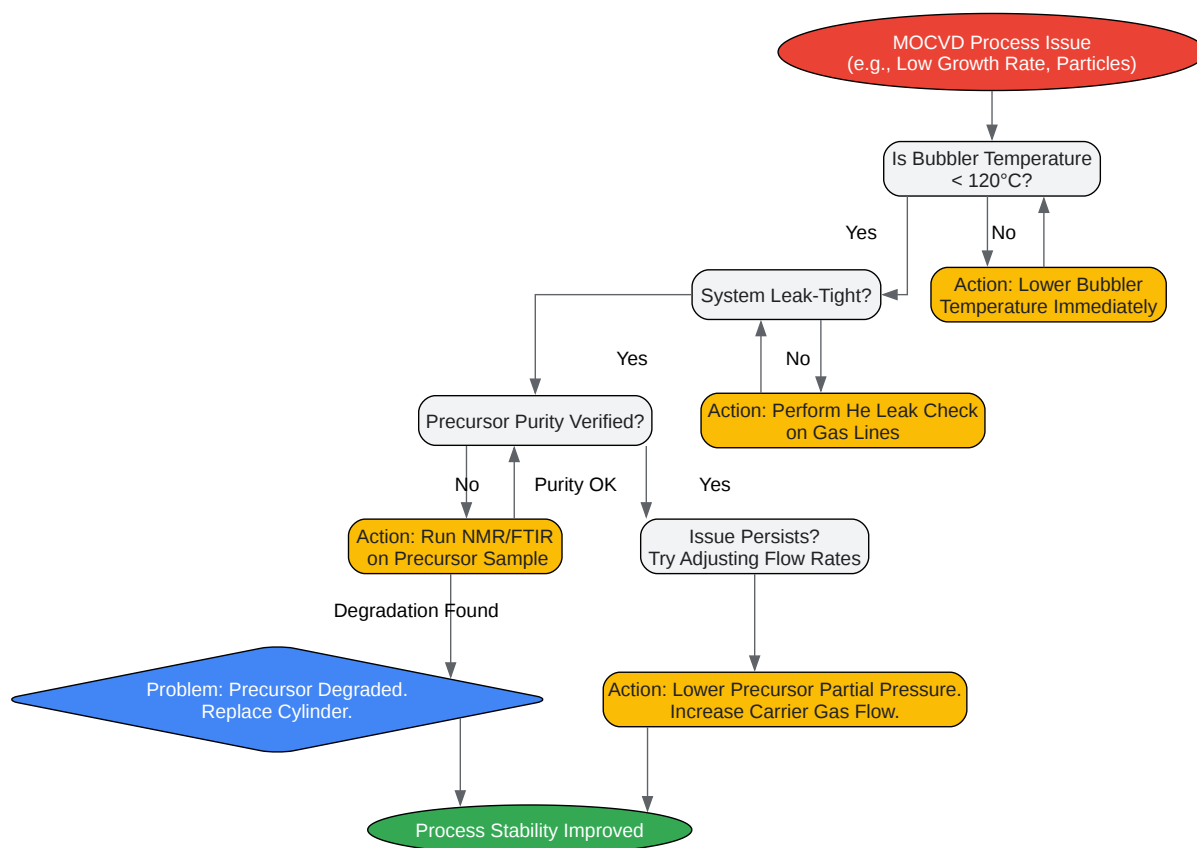 MOCVD Process Issue
(e.g., Low Growth Rate, Particles)
Is Bubbler Temperature
< 120°C?
Yes
No
Action: Lower Bubbler
Temperature Immediately
System Leak-Tight?
Yes
No
Action: Perform He Leak Check
on Gas Lines
Precursor Purity Verified?
No
Purity OK
Yes
Action: Run NMR/FTIR
on Precursor Sample
Issue Persists?
Try Adjusting Flow Rates
Degradation Found
Problem: Precursor Degraded.
Replace Cylinder.
Action: Lower Precursor Partial Pressure.
Increase Carrier Gas Flow.
Process Stability Improved